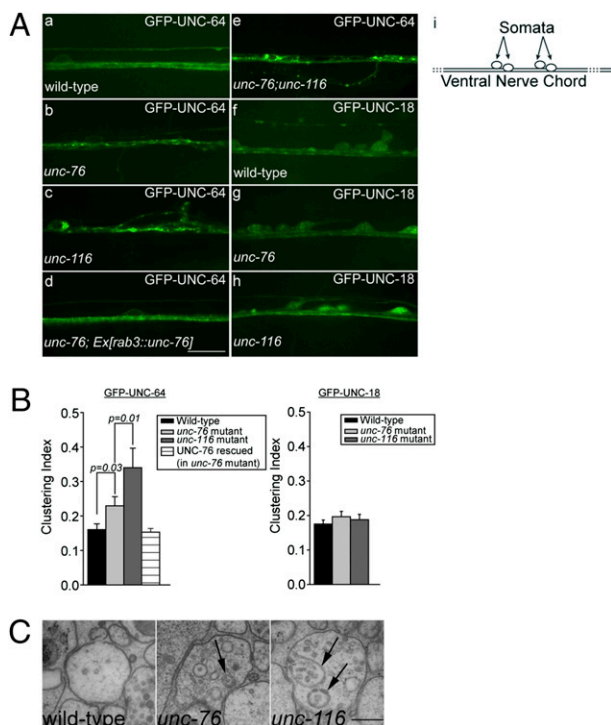 A
a
GFP-UNC-64
wild-type
b
GFP-UNC-64
unc-76
c
GFP-UNC-64
unc-116
d
GFP-UNC-64
unc-76; Ex[rab3::unc-76]
e
GFP-UNC-64
unc-76;unc-116
f
GFP-UNC-18
wild-type
g
GFP-UNC-18
unc-76
h
GFP-UNC-18
unc-116
i
Somata
Ventral Nerve Chord
B
GFP-UNC-64
Clustering Index
0.5
0.4
0.3
0.2
0.1
0.0
p=0.03
p=0.01
Wild-type
unc-76 mutant
unc-116 mutant
UNC-76 rescued
(in unc-76 mutant)
GFP-UNC-18
Clustering Index
0.5
0.4
0.3
0.2
0.1
0.0
Wild-type
unc-76 mutant
unc-116 mutant
C
wild-type
unc-76
unc-116